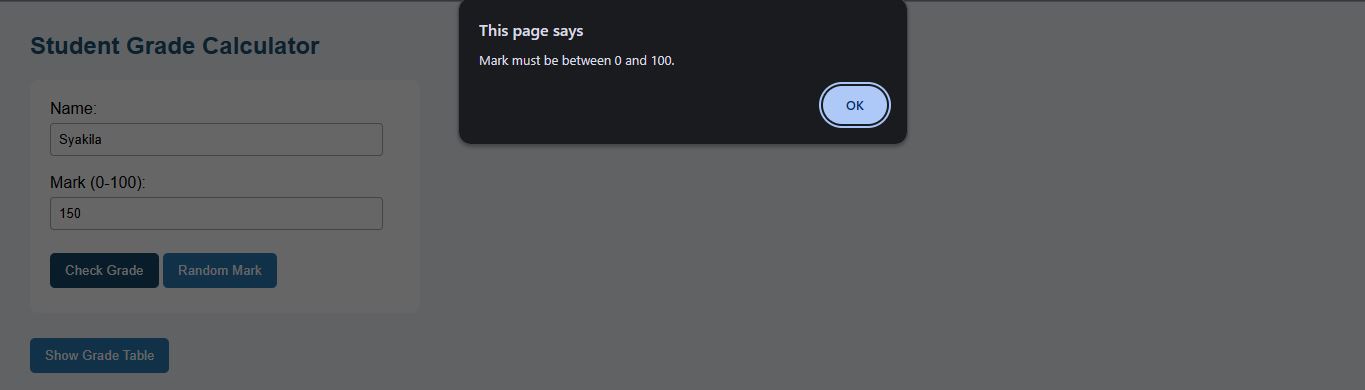 Student Grade Calculator
This page says
Mark must be between 0 and 100.
OK
Name:
Syakila
Mark (0-100):
150
Check Grade Random Mark
Show Grade Table